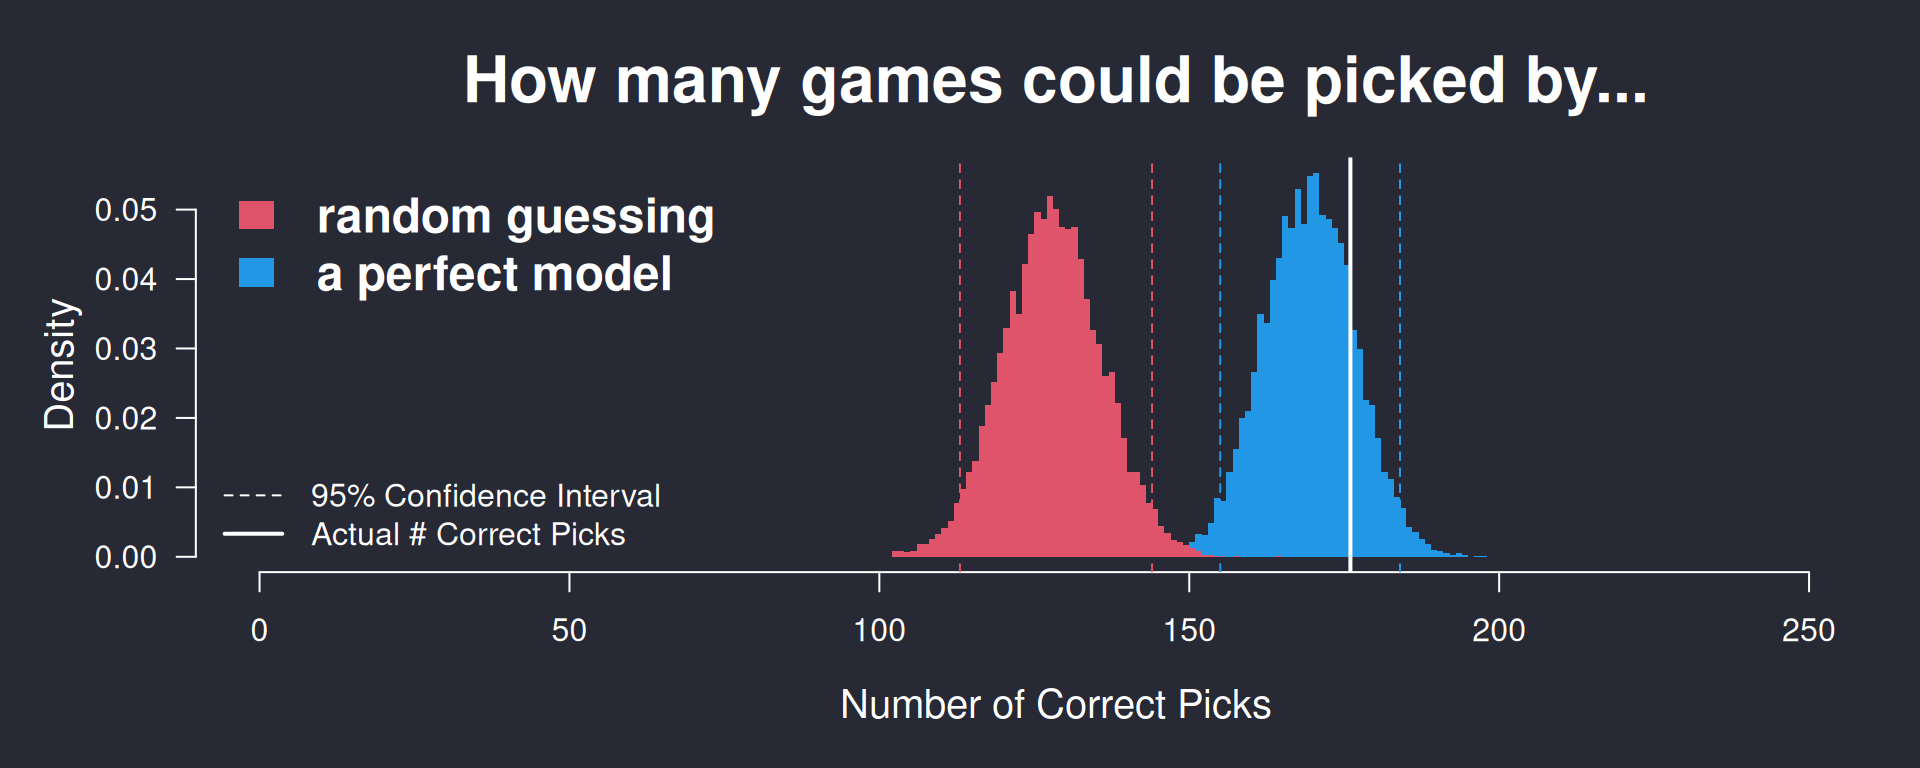 How many games could be picked by...
random guessing
a perfect model
Density
0.05
0.04
0.03
0.02
0.01
0.00
95% Confidence Interval
Actual # Correct Picks
0 50 100 150 200 250
Number of Correct Picks